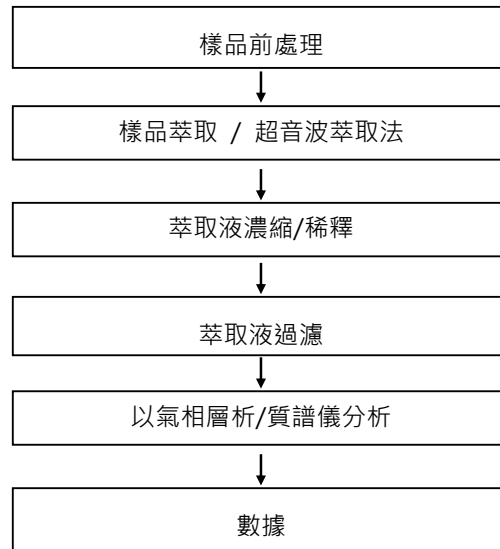 樣品前處理
樣品萃取 / 超音波萃取法
萃取液濃縮/稀釋
萃取液過濾
以氣相層析/質譜儀分析
數據